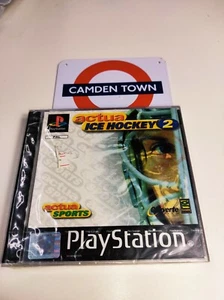 CAMDEN TOWN
actua
ICE HOCKEY 2
actua
SPORTS
PlayStation